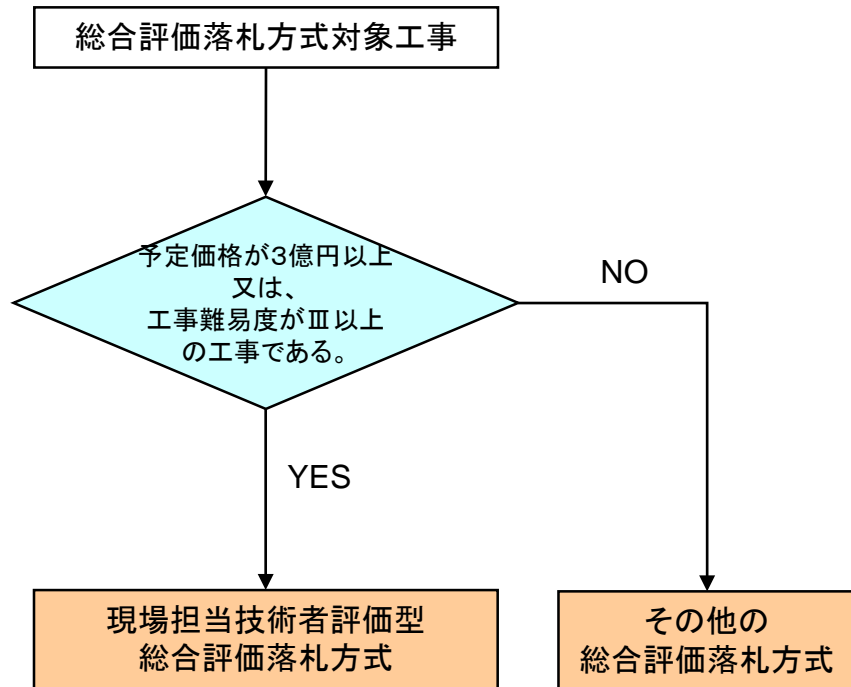 総合評価落札方式対象工事
予定価格が3億円以上
又は、
工事難易度がⅢ以上
の工事である。
NO
YES
現場担当技術者評価型
総合評価落札方式
その他の
総合評価落札方式